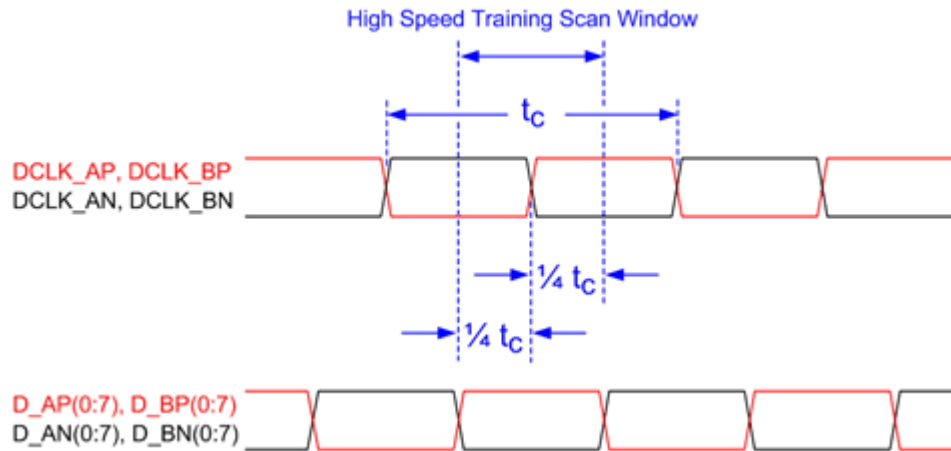 High Speed Training Scan Window
tc
DCLK_AP, DCLK_BP
DCLK_AN, DCLK_BN
¼ tc
¼ tc
D_AP(0:7), D_BP(0:7)
D_AN(0:7), D_BN(0:7)